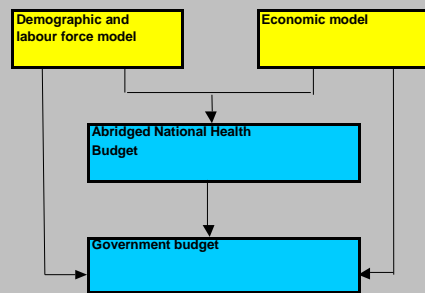 Demographic and
labour force model
Economic model
Abridged National Health
Budget
Government budget